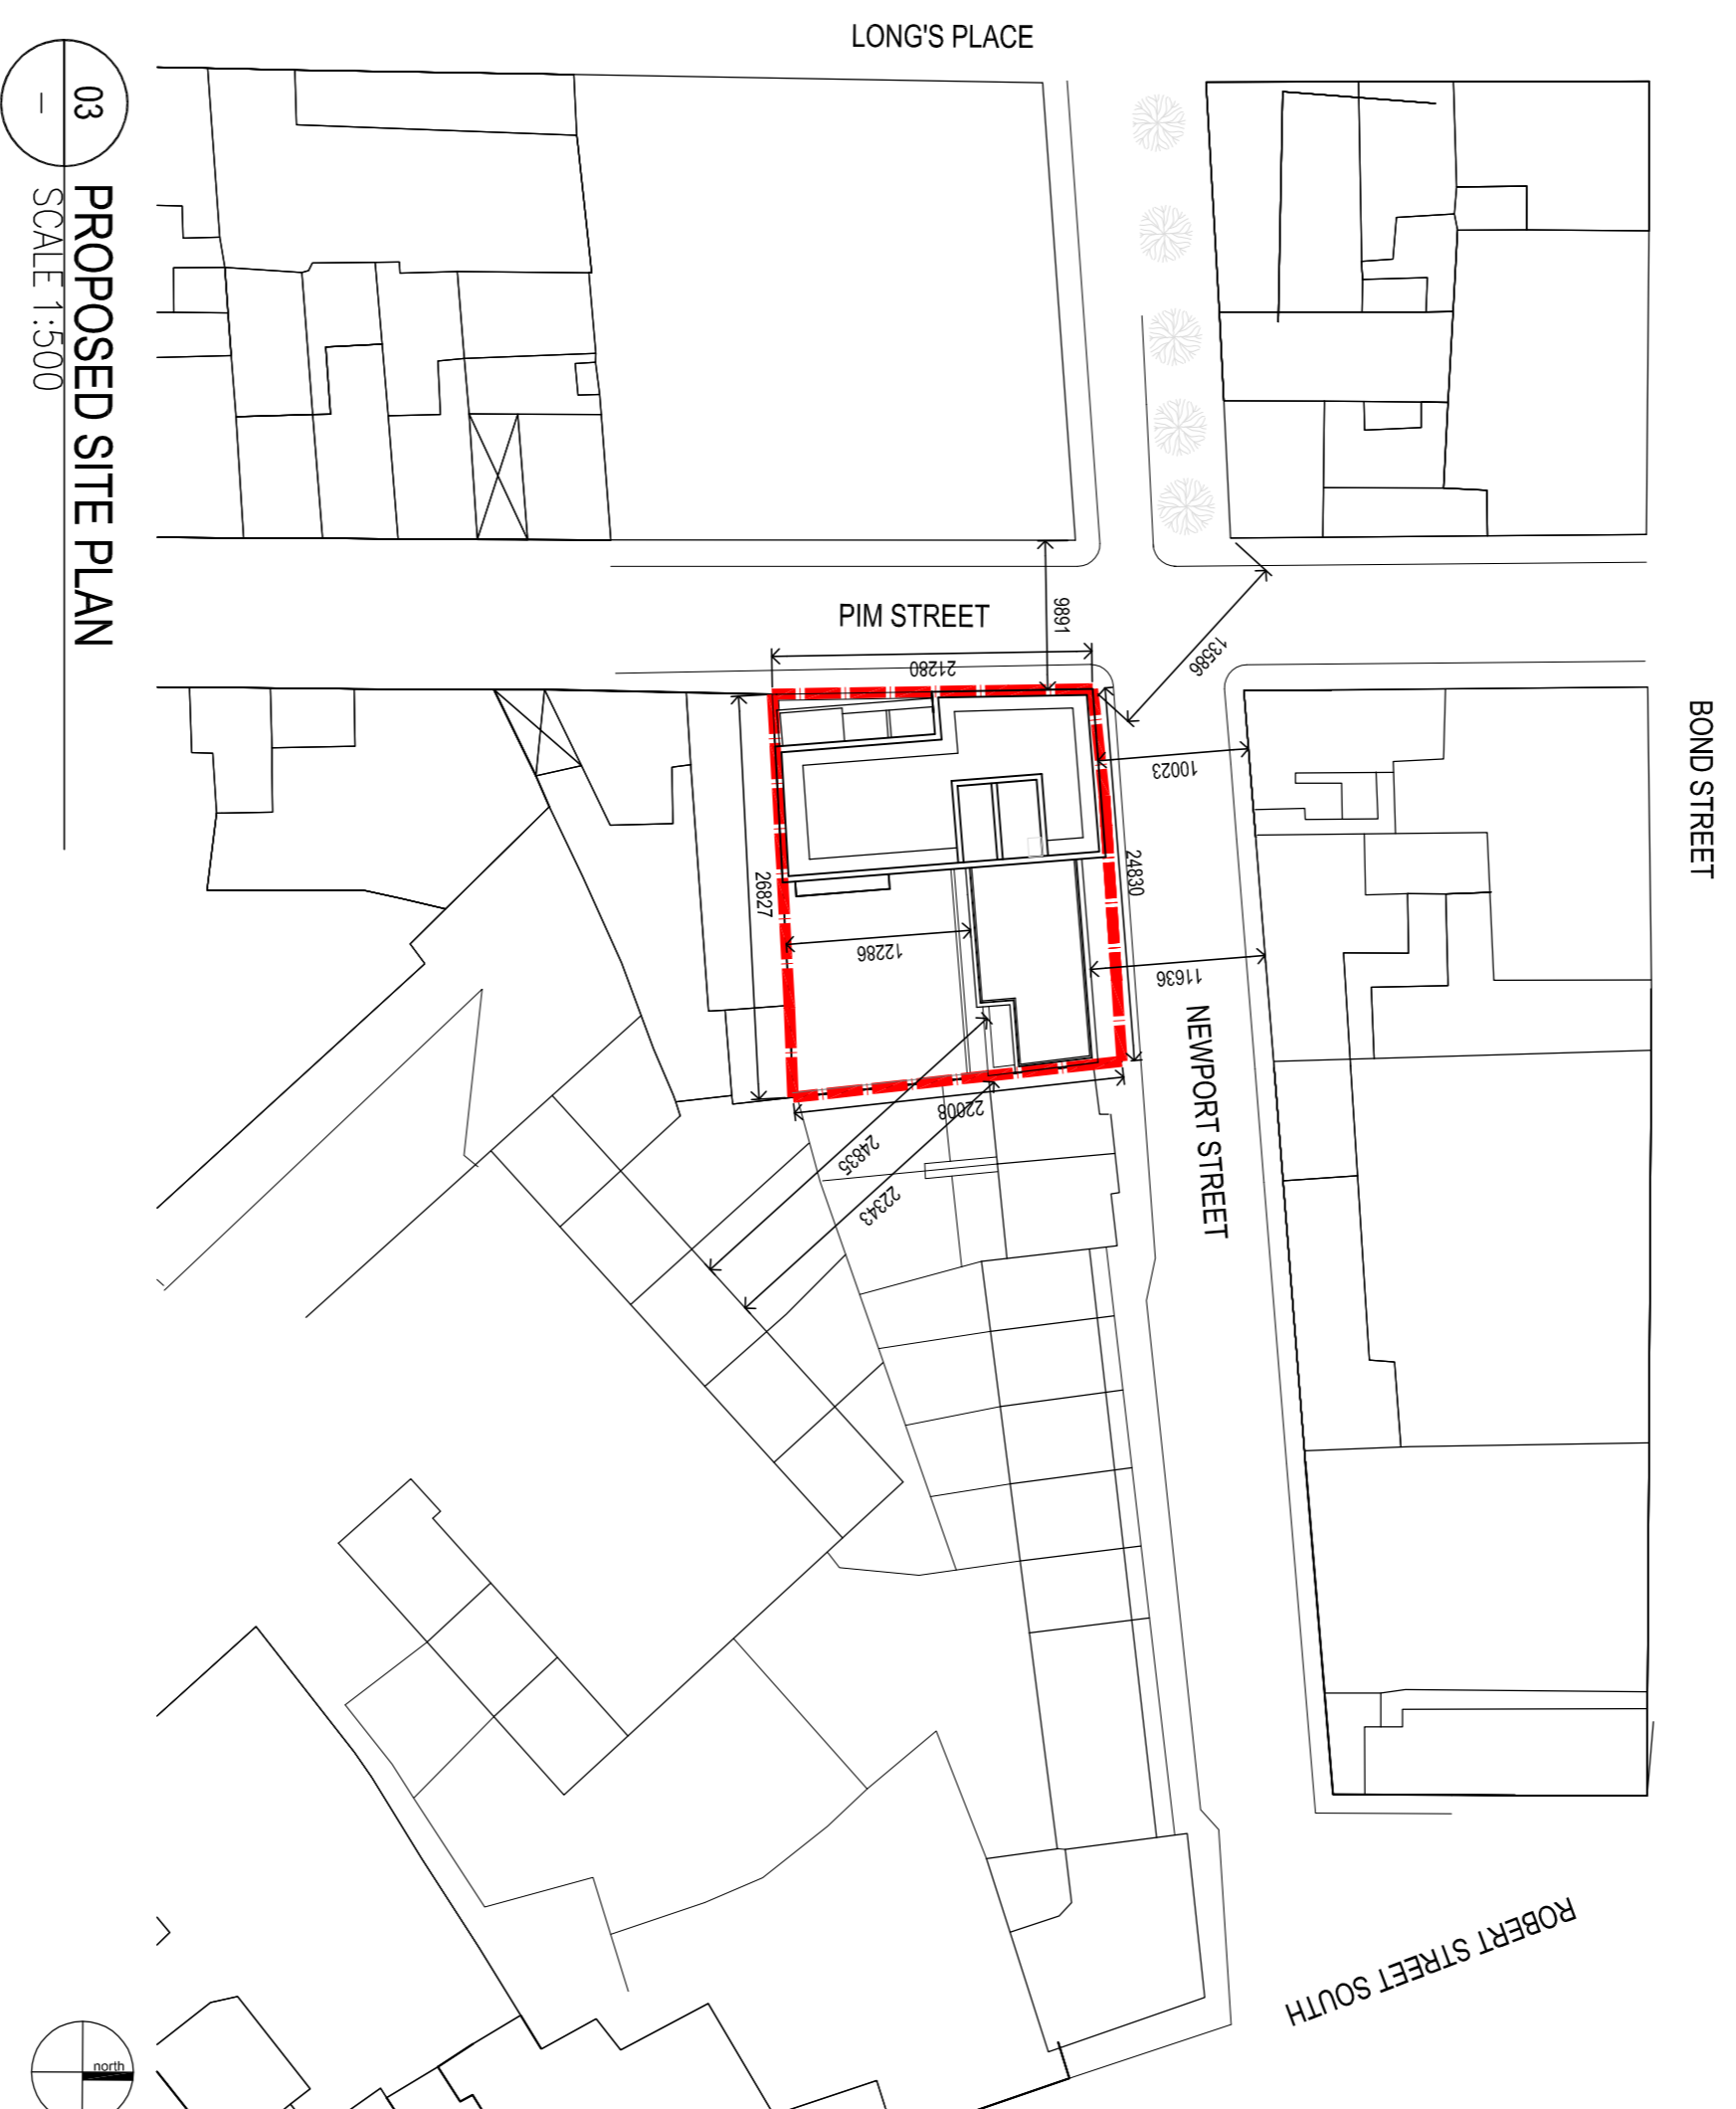 LONG'S PLACE
03
–
PROPOSED SITE PLAN
SCALE 1:500
PIM STREET
9891
13586
21280
10023
BOND STREET
26827
24830
12286
11636
NEWPORT STREET
22008
24835
22343
ROBERT STREET SOUTH
north